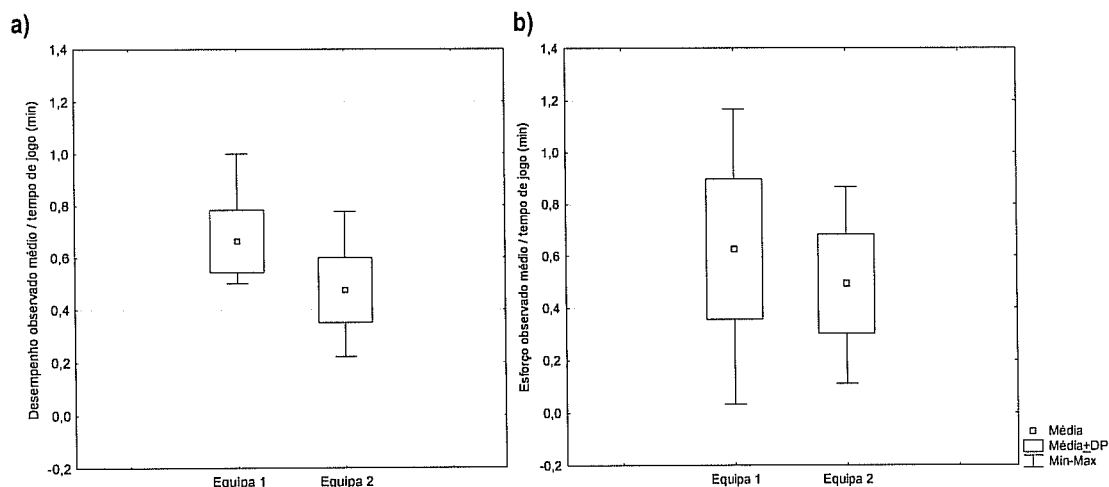 a)
Desempenho observado médio / tempo de jogo (min)
1,4
1,2
1,0
0,8
0,6
0,4
0,2
0,0
-0,2
Equipa 1 Equipa 2
b)
Esforço observado médio / tempo de jogo (min)
1,4
1,2
1,0
0,8
0,6
0,4
0,2
0,0
-0,2
Equipa 1 Equipa 2
Média
Média±DP
Min-Max